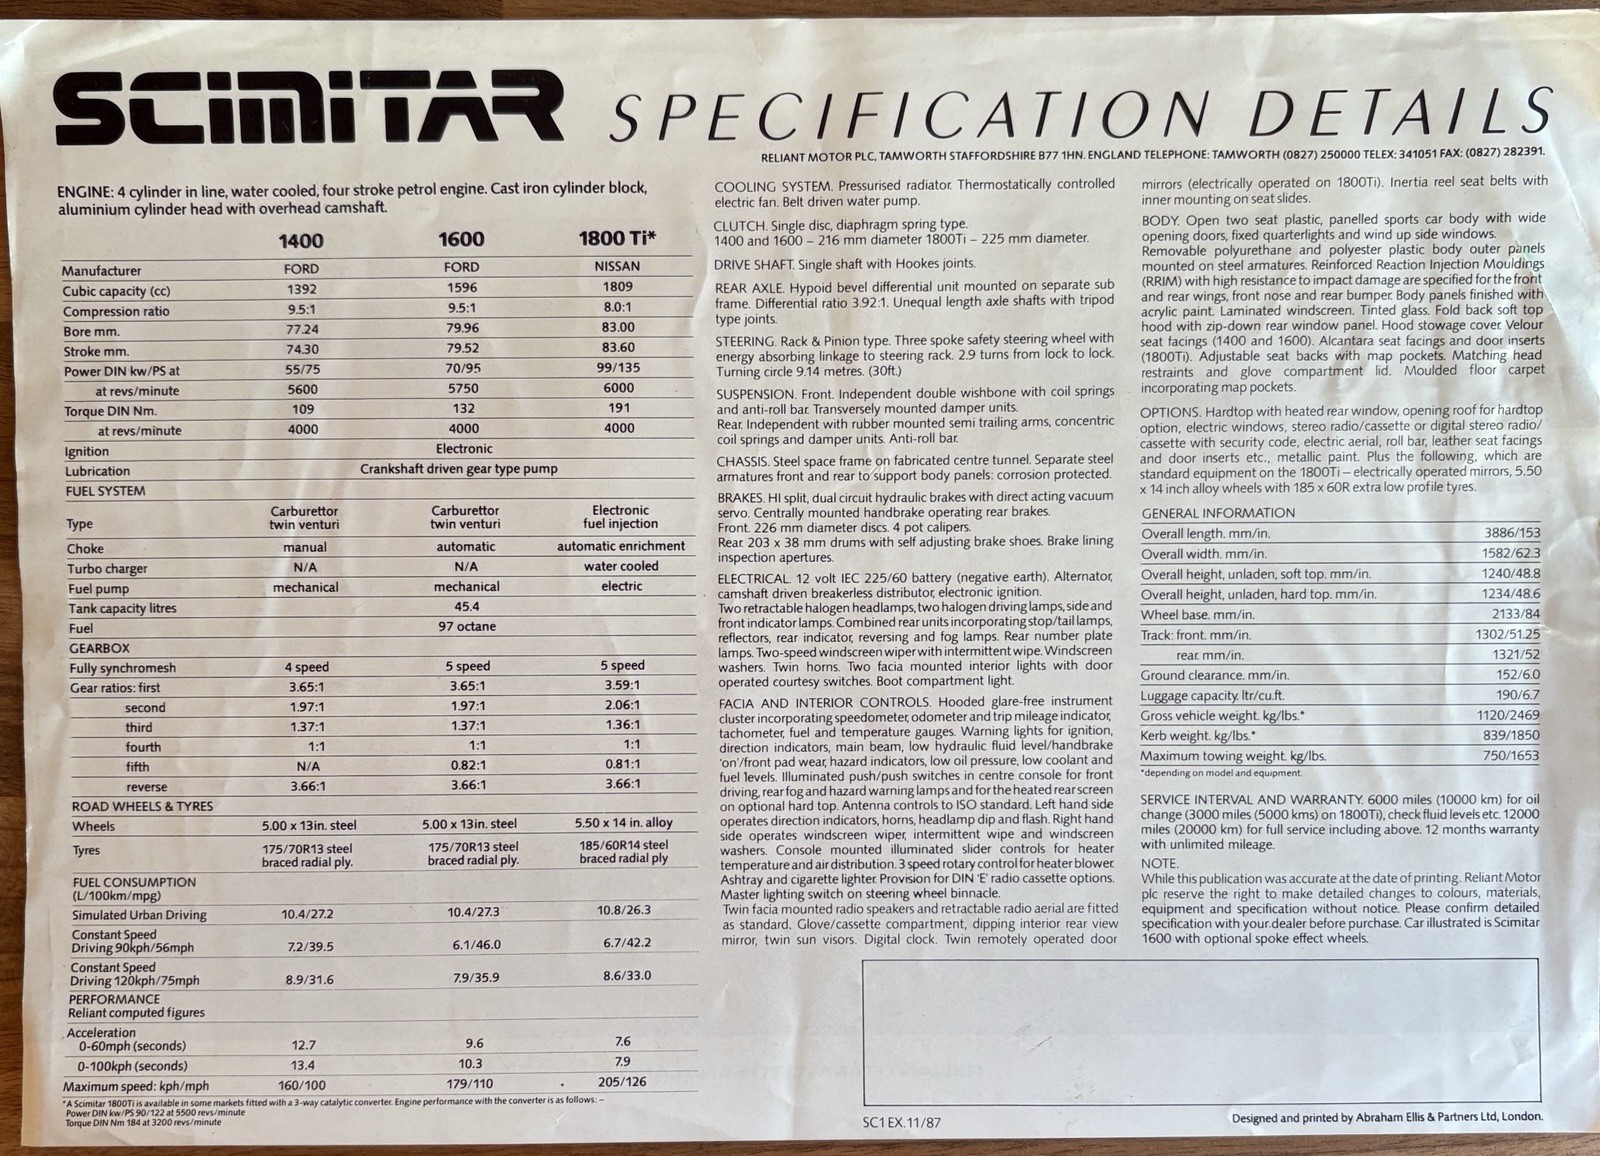 SCIMITAR SPECIFICATION DETAILS
RELIANT MOTOR PLC, TAMWORTH STAFFORDSHIRE B77 1HN. ENGLAND TELEPHONE: TAMWORTH (0827) 250000 TELEX: 341051 FAX: (0827) 282391.
ENGINE: 4 cylinder in line, water cooled, four stroke petrol engine. Cast iron cylinder block,
aluminium cylinder head with overhead camshaft.
1400 1600 1800 Ti*
Manufacturer FORD FORD NISSAN
Cubic capacity (cc) 1392 1596 1809
Compression ratio 9.5:1 9.5:1 8.0:1
Bore mm. 77.24 79.96 83.00
Stroke mm. 74.30 79.52 83.60
Power DIN kw/PS at 55/75 70/95 99/135
at revs/minute 5600 5750 6000
Torque DIN Nm. 109 132 191
at revs/minute 4000 4000 4000
Ignition Electronic
Lubrication Crankshaft driven gear type pump
FUEL SYSTEM
Type Carburettor twin venturi Carburettor twin venturi Electronic fuel injection
Choke manual automatic automatic enrichment
Turbo charger N/A N/A water cooled
Fuel pump mechanical mechanical electric
Tank capacity litres 45.4
Fuel 97 octane
GEARBOX
Fully synchromesh 4 speed 5 speed 5 speed
Gear ratios: first 3.65:1 3.65:1 3.59:1
second 1.97:1 1.97:1 2.06:1
third 1.37:1 1.37:1 1.36:1
fourth 1:1 1:1 1:1
fifth N/A 0.82:1 0.81:1
reverse 3.66:1 3.66:1 3.66:1
ROAD WHEELS & TYRES
Wheels 5.00 x 13in. steel 5.00 x 13in. steel 5.50 x 14 in. alloy
Tyres 175/70R13 steel braced radial ply. 175/70R13 steel braced radial ply. 185/60R14 steel braced radial ply
FUEL CONSUMPTION
(L/100km/mpg)
Simulated Urban Driving 10.4/27.2 10.4/27.3 10.8/26.3
Constant Speed
Driving 90kph/56mph 7.2/39.5 6.1/46.0 6.7/42.2
Constant Speed
Driving 120kph/75mph 8.9/31.6 7.9/35.9 8.6/33.0
PERFORMANCE
Reliant computed figures
Acceleration
0-60mph (seconds) 12.7 9.6 7.6
0-100kph (seconds) 13.4 10.3 7.9
Maximum speed: kph/mph 160/100 179/110 205/126
*A Scimitar 1800Ti is available in some markets fitted with a 3-way catalytic converter. Engine performance with the converter is as follows: –
Power DIN kw/PS 90/122 at 5500 revs/minute
Torque DIN Nm 184 at 3200 revs/minute
COOLING SYSTEM. Pressurised radiator. Thermostatically controlled
electric fan. Belt driven water pump.
CLUTCH. Single disc, diaphragm spring type.
1400 and 1600 – 216 mm diameter 1800Ti – 225 mm diameter.
DRIVE SHAFT. Single shaft with Hookes joints.
REAR AXLE. Hypoid bevel differential unit mounted on separate sub
frame. Differential ratio 3.92:1. Unequal length axle shafts with tripod
type joints.
STEERING. Rack & Pinion type. Three spoke safety steering wheel with
energy absorbing linkage to steering rack. 2.9 turns from lock to lock.
Turning circle 9.14 metres. (30ft.)
SUSPENSION. Front. Independent double wishbone with coil springs
and anti-roll bar. Transversely mounted damper units.
Rear. Independent with rubber mounted semi trailing arms, concentric
coil springs and damper units. Anti-roll bar.
CHASSIS. Steel space frame on fabricated centre tunnel. Separate steel
armatures front and rear to support body panels: corrosion protected.
BRAKES. HI split, dual circuit hydraulic brakes with direct acting vacuum
servo. Centrally mounted handbrake operating rear brakes.
Front. 226 mm diameter discs. 4 pot calipers.
Rear. 203 x 38 mm drums with self adjusting brake shoes. Brake lining
inspection apertures.
ELECTRICAL. 12 volt IEC 225/60 battery (negative earth). Alternator,
camshaft driven breakerless distributor, electronic ignition.
Two retractable halogen headlamps, two halogen driving lamps, side and
front indicator lamps. Combined rear units incorporating stop/tail lamps,
reflectors, rear indicator, reversing and fog lamps. Rear number plate
lamps. Two-speed windscreen wiper with intermittent wipe. Windscreen
washers. Twin horns. Two facia mounted interior lights with door
operated courtesy switches. Boot compartment light.
FACIA AND INTERIOR CONTROLS. Hooded glare-free instrument
cluster incorporating speedometer, odometer and trip mileage indicator,
tachometer, fuel and temperature gauges. Warning lights for ignition,
direction indicators, main beam, low hydraulic fluid level/handbrake
'on'/front pad wear, hazard indicators, low oil pressure, low coolant and
fuel levels. Illuminated push/push switches in centre console for front
driving, rear fog and hazard warning lamps and for the heated rear screen
on optional hard top. Antenna controls to ISO standard. Left hand side
operates direction indicators, horns, headlamp dip and flash. Right hand
side operates windscreen wiper, intermittent wipe and windscreen
washers. Console mounted illuminated slider controls for heater
temperature and air distribution. 3 speed rotary control for heater blower.
Ashtray and cigarette lighter. Provision for DIN 'E' radio cassette options.
Master lighting switch on steering wheel binnacle.
Twin facia mounted radio speakers and retractable radio aerial are fitted
as standard. Glove/cassette compartment, dipping interior rear view
mirror, twin sun visors. Digital clock. Twin remotely operated door
mirrors (electrically operated on 1800Ti). Inertia reel seat belts with
inner mounting on seat slides.
BODY. Open two seat plastic, panelled sports car body with wide
opening doors, fixed quarterlights and wind up side windows.
Removable polyurethane and polyester plastic body outer panels
mounted on steel armatures. Reinforced Reaction Injection Mouldings
(RRIM) with high resistance to impact damage are specified for the front
and rear wings, front nose and rear bumper. Body panels finished with
acrylic paint. Laminated windscreen. Tinted glass. Fold back soft top
hood with zip-down rear window panel. Hood stowage cover. Velour
seat facings (1400 and 1600). Alcantara seat facings and door inserts
(1800Ti). Adjustable seat backs with map pockets. Matching head
restraints and glove compartment lid. Moulded floor carpet
incorporating map pockets.
OPTIONS. Hardtop with heated rear window, opening roof for hardtop
option, electric windows, stereo radio/cassette or digital stereo radio/
cassette with security code, electric aerial, roll bar, leather seat facings
and door inserts etc., metallic paint. Plus the following, which are
standard equipment on the 1800Ti – electrically operated mirrors, 5.50
x 14 inch alloy wheels with 185 x 60R extra low profile tyres.
GENERAL INFORMATION
Overall length. mm/in. 3886/153
Overall width. mm/in. 1582/62.3
Overall height, unladen, soft top. mm/in. 1240/48.8
Overall height, unladen, hard top. mm/in. 1234/48.6
Wheel base. mm/in. 2133/84
Track: front. mm/in. 1302/51.25
rear. mm/in. 1321/52
Ground clearance. mm/in. 152/6.0
Luggage capacity. ltr/cu.ft. 190/6.7
Gross vehicle weight. kg/lbs.* 1120/2469
Kerb weight. kg/lbs.* 839/1850
Maximum towing weight. kg/lbs. 750/1653
*depending on model and equipment.
SERVICE INTERVAL AND WARRANTY. 6000 miles (10000 km) for oil
change (3000 miles (5000 kms) on 1800Ti), check fluid levels etc. 12000
miles (20000 km) for full service including above. 12 months warranty
with unlimited mileage.
NOTE.
While this publication was accurate at the date of printing. Reliant Motor
plc reserve the right to make detailed changes to colours, materials,
equipment and specification without notice. Please confirm detailed
specification with your dealer before purchase. Car illustrated is Scimitar
1600 with optional spoke effect wheels.
SC1 EX. 11/87
Designed and printed by Abraham Ellis & Partners Ltd, London.